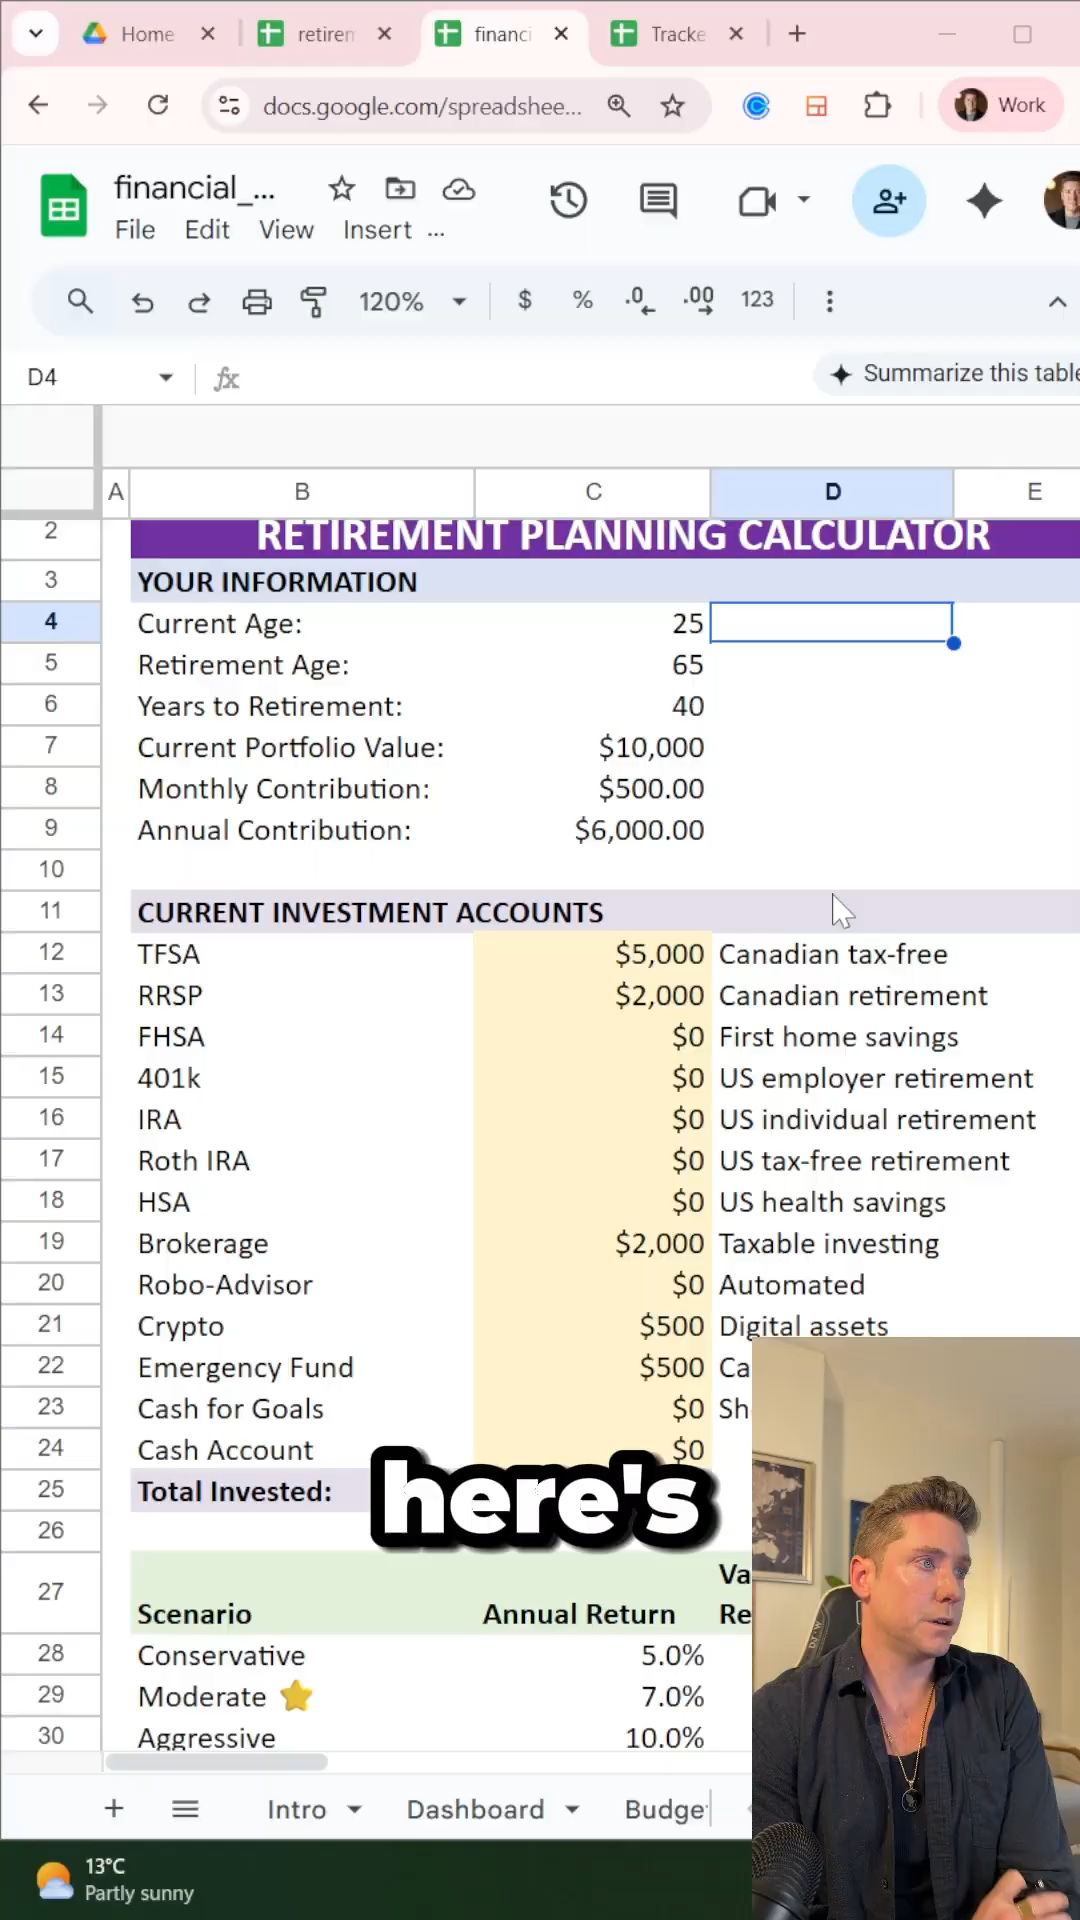 Home
retirem
financi
Tracke
docs.google.com/spreadshee...
Work
financial_...
File Edit View Insert ...
120% $ % .0 .00 123
D4 fx Summarize this table
A B C D E
2 RETIREMENT PLANNING CALCULATOR
3 YOUR INFORMATION
4 Current Age: 25
5 Retirement Age: 65
6 Years to Retirement: 40
7 Current Portfolio Value: $10,000
8 Monthly Contribution: $500.00
9 Annual Contribution: $6,000.00
10
11 CURRENT INVESTMENT ACCOUNTS
12 TFSA $5,000 Canadian tax-free
13 RRSP $2,000 Canadian retirement
14 FHSA $0 First home savings
15 401k $0 US employer retirement
16 IRA $0 US individual retirement
17 Roth IRA $0 US tax-free retirement
18 HSA $0 US health savings
19 Brokerage $2,000 Taxable investing
20 Robo-Advisor $0 Automated
21 Crypto $500 Digital assets
22 Emergency Fund $500 Ca
23 Cash for Goals $0 Sh
24 Cash Account $0
25 Total Invested:
here's
26
27 Scenario Annual Return Va
Re
28 Conservative 5.0%
29 Moderate 7.0%
30 Aggressive 10.0%
Intro Dashboard Budge
13°C
Partly sunny